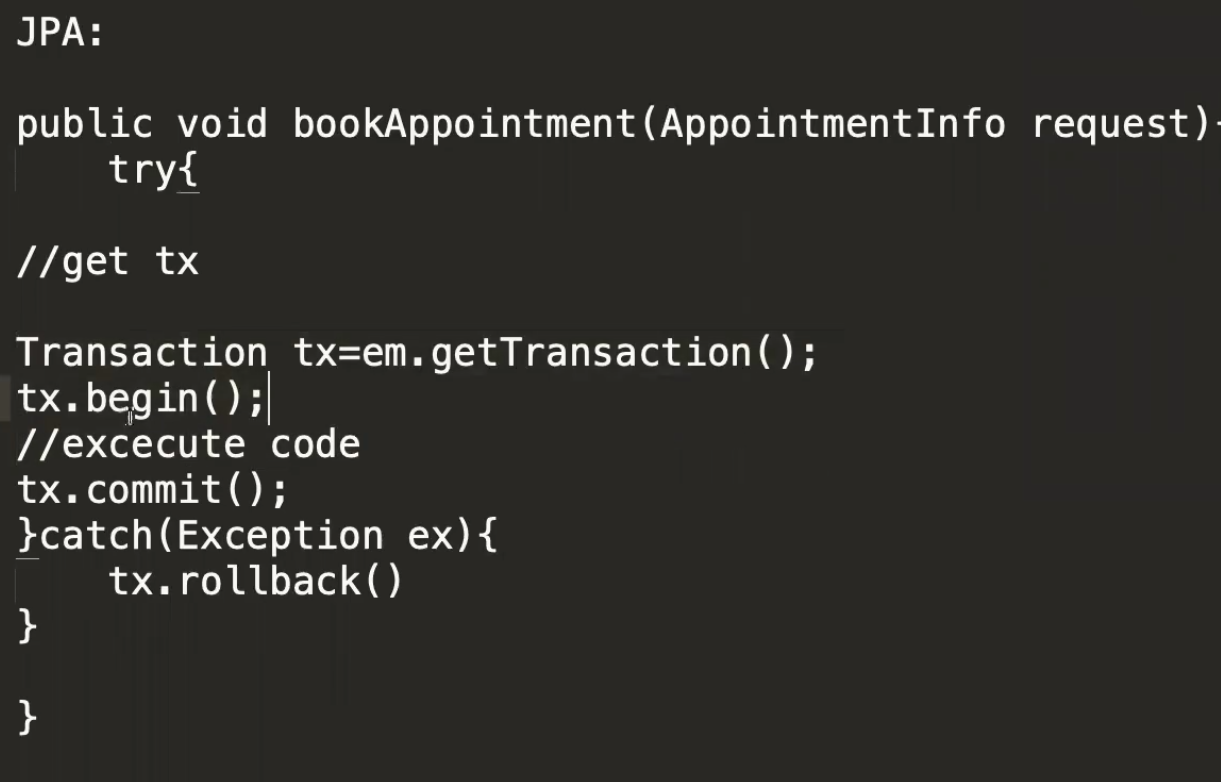 JPA:
public void bookAppointment(AppointmentInfo request){
try{
//get tx
Transaction tx=em.getTransaction();
tx.begin();
//excecute code
tx.commit();
}catch(Exception ex){
tx.rollback()
}
}